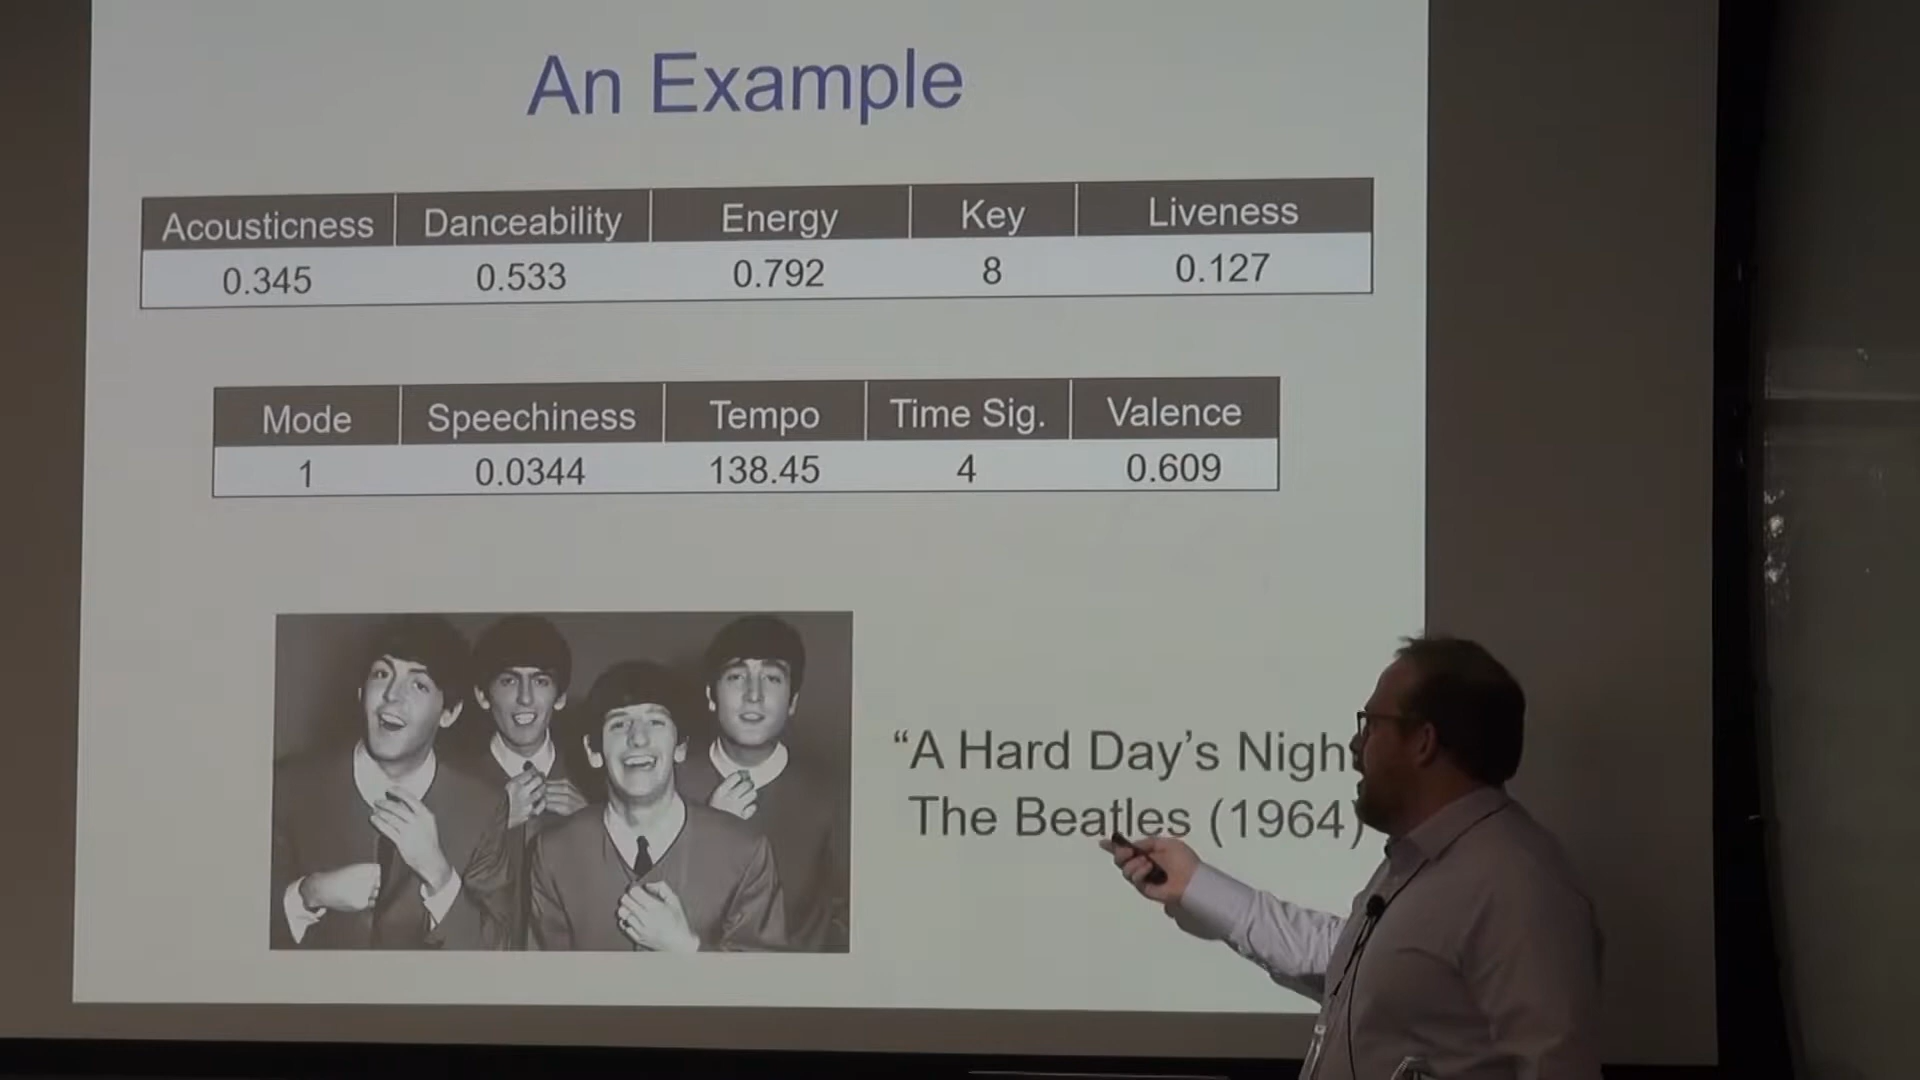 An Example
Acousticness Danceability Energy Key Liveness
0.345 0.533 0.792 8 0.127
Mode Speechiness Tempo Time Sig. Valence
1 0.0344 138.45 4 0.609
“A Hard Day’s Night
The Beatles (1964)